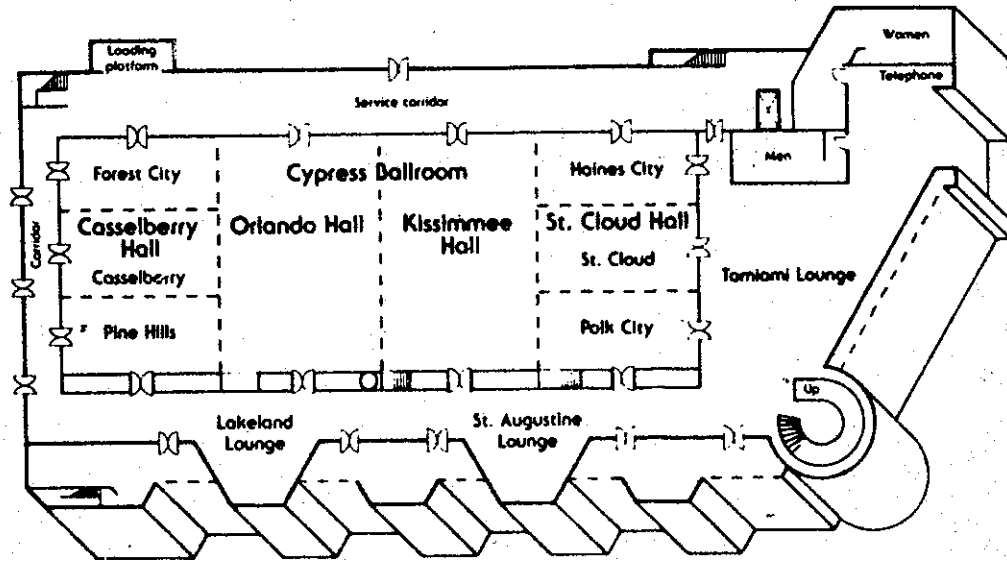 Loading
platform
Women
Telephone
Service corridor
Men
Forest City
Cypress Ballroom
Haines City
Casselberry
Hall
Orlando Hall
Kissimmee
Hall
St. Cloud Hall
Corridor
Casselberry
St. Cloud
Tamiami Lounge
Pine Hills
Polk City
Up
Lakeland
Lounge
St. Augustine
Lounge